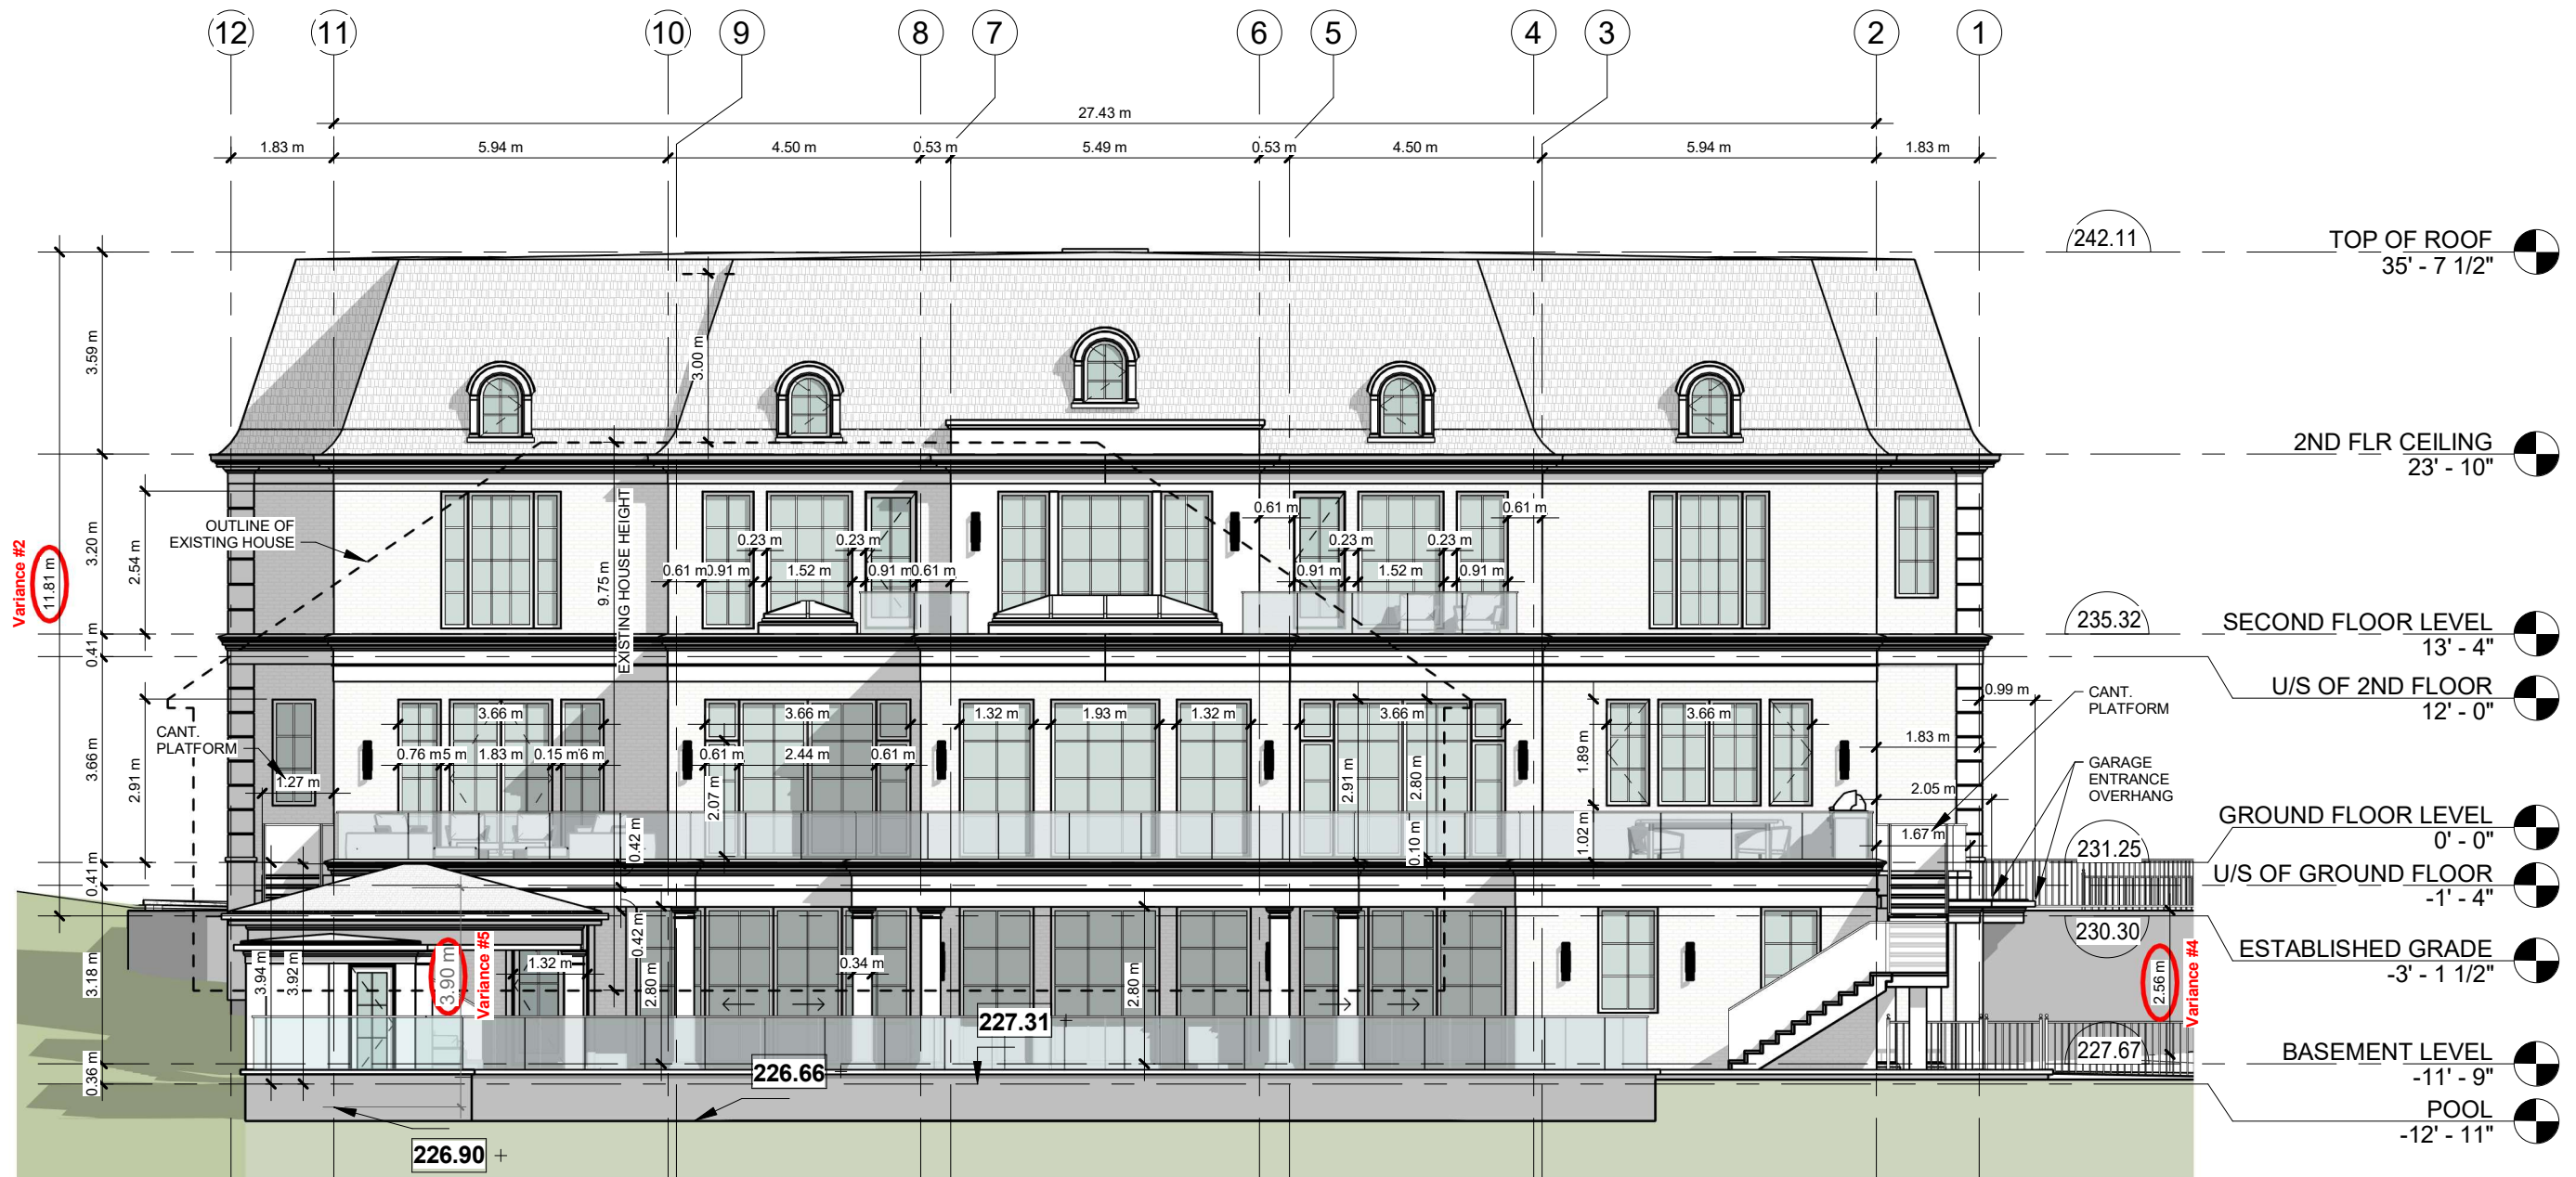 12 11 10 9 8 7 6 5 4 3 2 1
27.43 m
1.83 m 5.94 m 4.50 m 0.53 m 5.49 m 0.53 m 4.50 m 5.94 m 1.83 m
242.11
TOP OF ROOF
35' - 7 1/2"
3.59 m
3.00 m
2ND FLR CEILING
23' - 10"
OUTLINE OF
EXISTING HOUSE
9.75 m
EXISTING HOUSE HEIGHT
Variance #2
11.81 m
3.20 m
2.54 m
0.61 m 0.61 m
0.23 m 0.23 m 0.23 m 0.23 m
0.61 m 0.91 m 1.52 m 0.91 m 0.61 m 0.91 m 1.52 m 0.91 m
235.32
SECOND FLOOR LEVEL
13' - 4"
0.41 m
U/S OF 2ND FLOOR
12' - 0"
0.99 m
CANT.
PLATFORM
CANT.
PLATFORM
1.27 m
3.66 m
2.91 m
3.66 m 3.66 m 1.32 m 1.93 m 1.32 m 3.66 m 3.66 m
0.76 m 5 m 1.83 m 0.15 m 6 m 0.61 m 2.44 m 0.61 m
2.07 m
2.91 m
2.80 m
1.89 m
1.83 m
GARAGE
ENTRANCE
OVERHANG
2.05 m
1.67 m
0.42 m
0.10 m
1.02 m
GROUND FLOOR LEVEL
0' - 0"
231.25
0.41 m
U/S OF GROUND FLOOR
-1' - 4"
230.30
ESTABLISHED GRADE
-3' - 1 1/2"
3.18 m
3.94 m
3.92 m
3.90 m
Variance #5
1.32 m
0.42 m
2.80 m
0.34 m
2.80 m
2.56 m
Variance #4
227.31
227.67
BASEMENT LEVEL
-11' - 9"
226.66
0.36 m
POOL
-12' - 11"
226.90